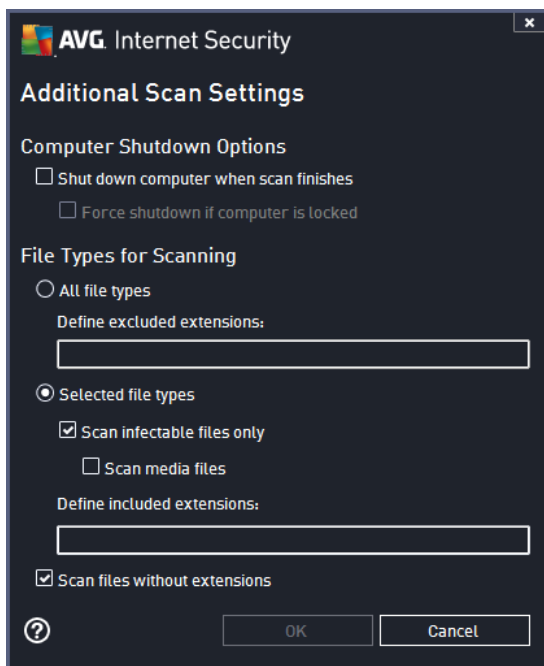 AVG. Internet Security
Additional Scan Settings
Computer Shutdown Options
Shut down computer when scan finishes
Force shutdown if computer is locked
File Types for Scanning
All file types
Define excluded extensions:
Selected file types
Scan infectable files only
Scan media files
Define included extensions:
Scan files without extensions
OK Cancel